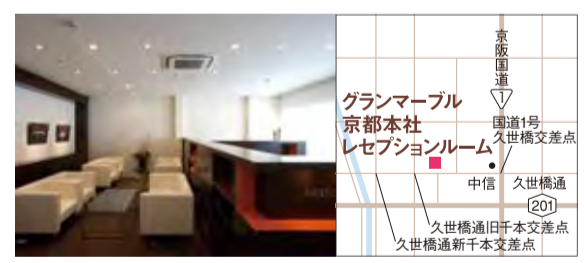 京阪国道
1
グランマーブル
京都本社
レセプションルーム
国道1号
久世橋交差点
中信
久世橋通
201
久世橋通旧千本交差点
久世橋通新千本交差点